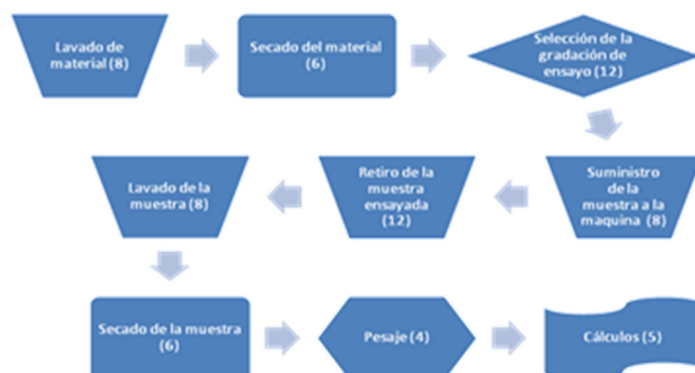 Lavado de
material (8)
Secado del material
(6)
Selección de la
gradación de
ensayo (12)
Suministro
de la
muestra a la
maquina (8)
Retiro de la
muestra
ensayada
(12)
Lavado de la
muestra (8)
Secado de la muestra
(6)
Pesaje (4)
Cálculos (5)